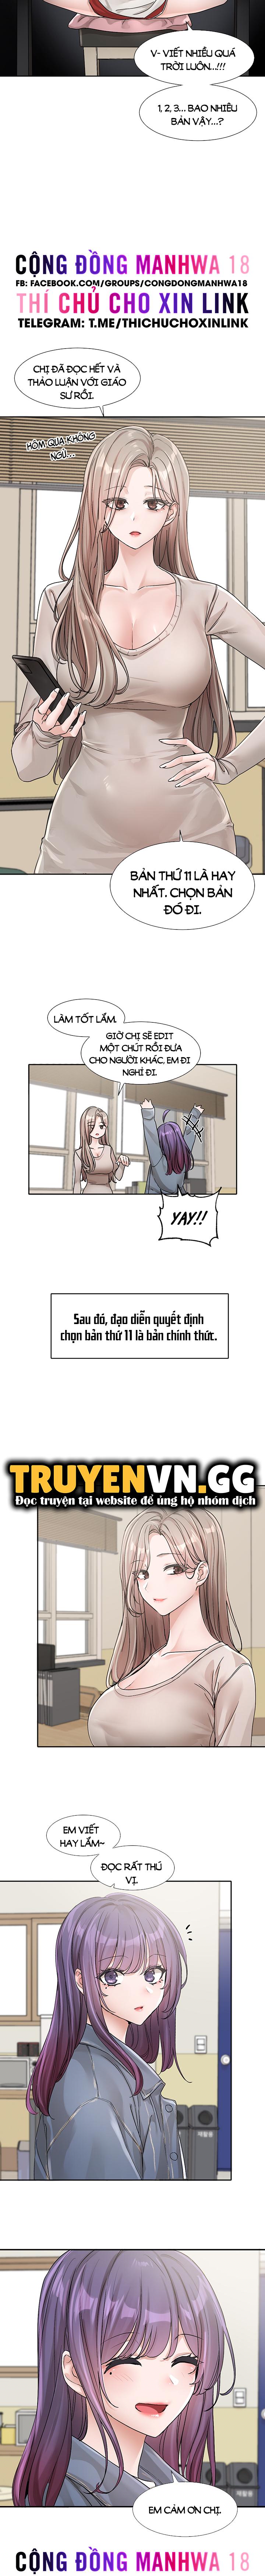 V- VIẾT NHIỀU QUÁ
TRỜI LUÔN...!!!
1, 2, 3... BAO NHIÊU
BẢN VẬY...?
CỘNG ĐỒNG MANHWA 18
FB: FACEBOOK.COM/GROUPS/CONGDONGMANHWA18
THÍ CHỦ CHO XIN LINK
TELEGRAM: T.ME/THICHUCHOXINLINK
CHỊ ĐÃ ĐỌC HẾT VÀ
THẢO LUẬN VỚI GIÁO
SƯ RỒI.
HÔM QUA KHÔNG
NGỦ...
BẢN THỨ 11 LÀ HAY
NHẤT. CHỌN BẢN
ĐÓ ĐI.
LÀM TỐT LẮM.
GIỜ CHỊ SẼ EDIT
MỘT CHÚT RỒI ĐƯA
CHO NGƯỜI KHÁC, EM ĐI
NGHỈ ĐI.
YAY!!
Sau đó, đạo diễn quyết định
chọn bản thứ 11 là bản chính thức.
TRUYENVN.GG
Đọc truyện tại website để ủng hộ nhóm dịch
EM VIẾT
HAY LẮM~
ĐỌC RẤT THÚ
VỊ.
재활용
EM CẢM ƠN CHỊ.
CỘNG ĐỒNG MANHWA 18